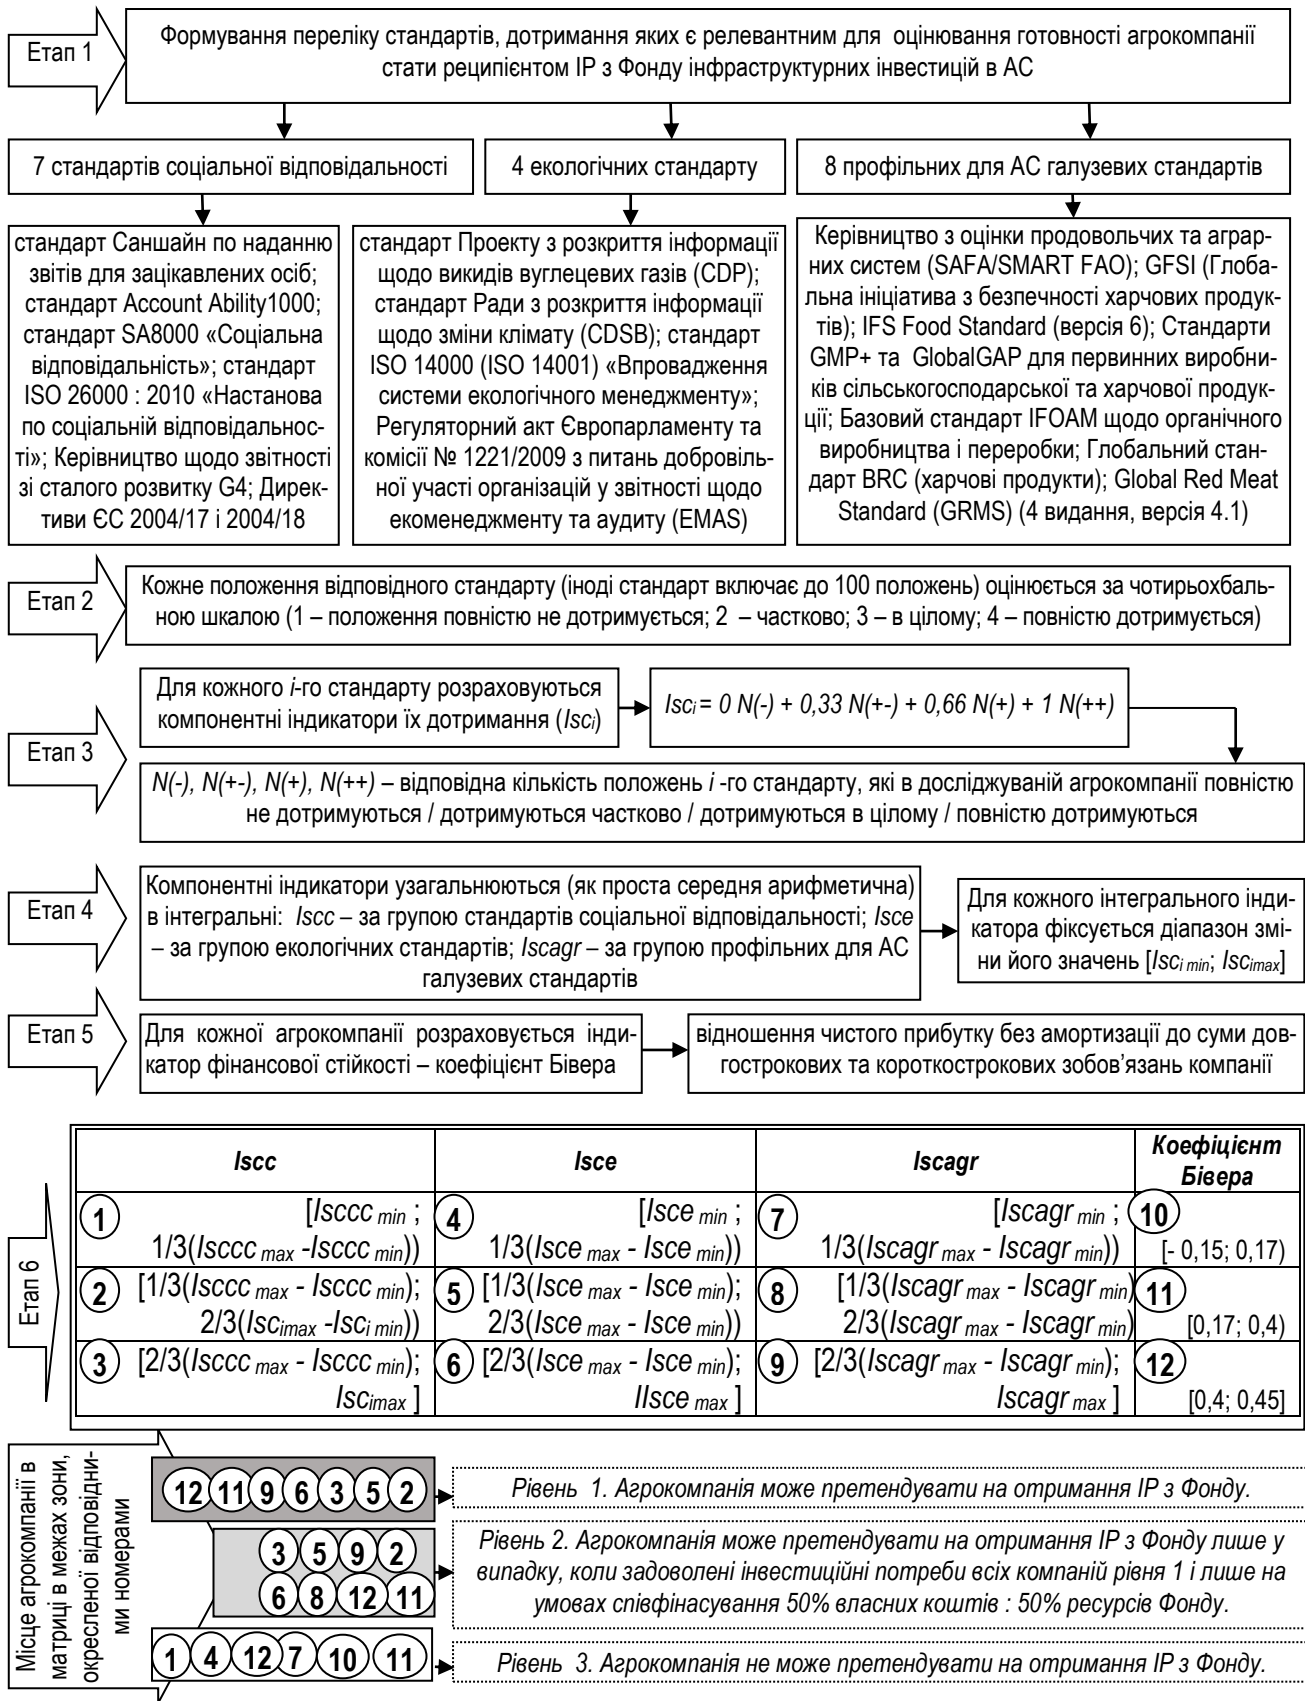 Етап 1
Формування переліку стандартів, дотримання яких є релевантним для оцінювання готовності агрокомпанії
стати реципієнтом ІР з Фонду інфраструктурних інвестицій в АС
7 стандартів соціальної відповідальності
4 екологічних стандарту
8 профільних для АС галузевих стандартів
стандарт Саншайн по наданню
звітів для зацікавлених осіб;
стандарт Account Ability1000;
стандарт SA8000 «Соціальна
відповідальність»; стандарт
ISO 26000 : 2010 «Настанова
по соціальній відповідальнос-
ті»; Керівництво щодо звітності
зі сталого розвитку G4; Дирек-
тиви ЄС 2004/17 і 2004/18
стандарт Проекту з розкриття інформації
щодо викидів вуглецевих газів (CDP);
стандарт Ради з розкриття інформації
щодо зміни клімату (CDSB); стандарт
ISO 14000 (ISO 14001) «Впровадження
системи екологічного менеджменту»;
Регуляторний акт Європарламенту та
комісії № 1221/2009 з питань добровіль-
ної участі організацій у звітності щодо
екоменеджменту та аудиту (EMAS)
Керівництво з оцінки продовольчих та аграр-
них систем (SAFA/SMART FAO); GFSI (Глоба-
льна ініціатива з безпечності харчових продук-
тів); IFS Food Standard (версія 6); Стандарти
GMP+ та GlobalGAP для первинних виробни-
ків сільськогосподарської та харчової продук-
ції; Базовий стандарт IFOAM щодо органічного
виробництва і переробки; Глобальний стан-
дарт BRC (харчові продукти); Global Red Meat
Standard (GRMS) (4 видання, версія 4.1)
Етап 2
Кожне положення відповідного стандарту (іноді стандарт включає до 100 положень) оцінюється за чотирьохбаль-
ною шкалою (1 – положення повністю не дотримується; 2 – частково; 3 – в цілому; 4 – повністю дотримується)
Етап 3
Для кожного i-го стандарту розраховуються
компонентні індикатори їх дотримання (Isci)
Isci = 0 N(-) + 0,33 N(+-) + 0,66 N(+) + 1 N(++)
N(-), N(+-), N(+), N(++) – відповідна кількість положень i -го стандарту, які в досліджуваній агрокомпанії повністю
не дотримуються / дотримуються частково / дотримуються в цілому / повністю дотримуються
Етап 4
Компонентні індикатори узагальнюються (як проста середня арифметична)
в інтегральні: Iscc – за групою стандартів соціальної відповідальності; Isce
– за групою екологічних стандартів; Iscagr – за групою профільних для АС
галузевих стандартів
Для кожного інтегрального інди-
катора фіксується діапазон змі-
ни його значень [Isci min; Iscimax]
Етап 5
Для кожної агрокомпанії розраховується інди-
катор фінансової стійкості – коефіцієнт Бівера
відношення чистого прибутку без амортизації до суми дов-
гострокових та короткострокових зобов'язань компанії
Етап 6
Iscc
Isce
Iscagr
Коефіцієнт
Бівера
1 [Isccc min ;
1/3(Isccc max -Isccc min))
4 [Isce min ;
1/3(Isce max - Isce min))
7 [Iscagr min ;
1/3(Iscagr max - Iscagr min))
10
[- 0,15; 0,17)
2 [1/3(Isccc max - Isccc min);
2/3(Iscimax -Isci min))
5 [1/3(Isce max - Isce min);
2/3(Isce max - Isce min))
8 [1/3(Iscagr max - Iscagr min)
2/3(Iscagr max - Iscagr min)
11
[0,17; 0,4)
3 [2/3(Isccc max - Isccc min);
Iscimax ]
6 [2/3(Isce max - Isce min);
IIsce max ]
9 [2/3(Iscagr max - Iscagr min);
Iscagr max ]
12
[0,4; 0,45]
Місце агрокомпанії в
матриці в межах зони,
окресленої відповідни-
ми номерами
12 11 9 6 3 5 2
Рівень 1. Агрокомпанія може претендувати на отримання ІР з Фонду.
3 5 9 2
6 8 12 11
Рівень 2. Агрокомпанія може претендувати на отримання ІР з Фонду лише у
випадку, коли задоволені інвестиційні потреби всіх компаній рівня 1 і лише на
умовах співфінасування 50% власних коштів : 50% ресурсів Фонду.
1 4 12 7 10 11
Рівень 3. Агрокомпанія не може претендувати на отримання ІР з Фонду.